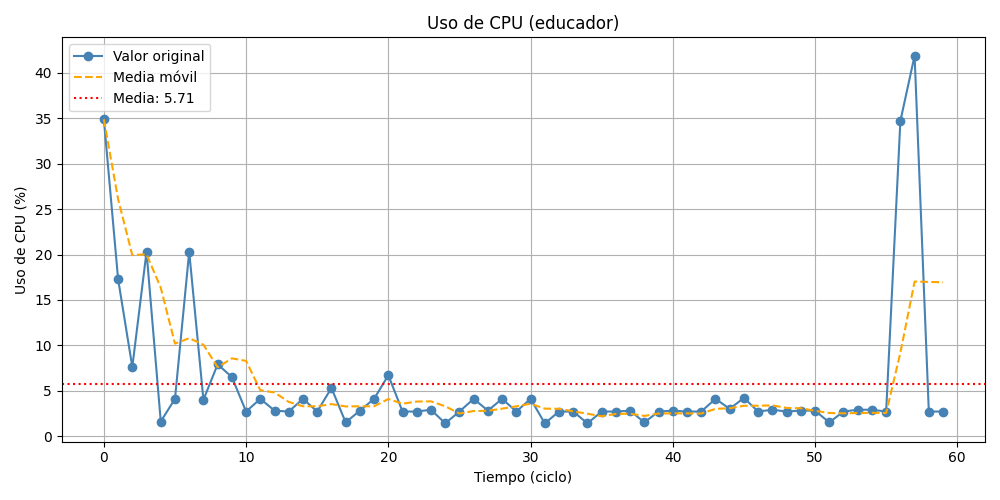 Uso de CPU (educador)
Valor original
Media móvil
Media: 5.71
Uso de CPU (%)
40
35
30
25
20
15
10
5
0
0 10 20 30 40 50 60
Tiempo (ciclo)